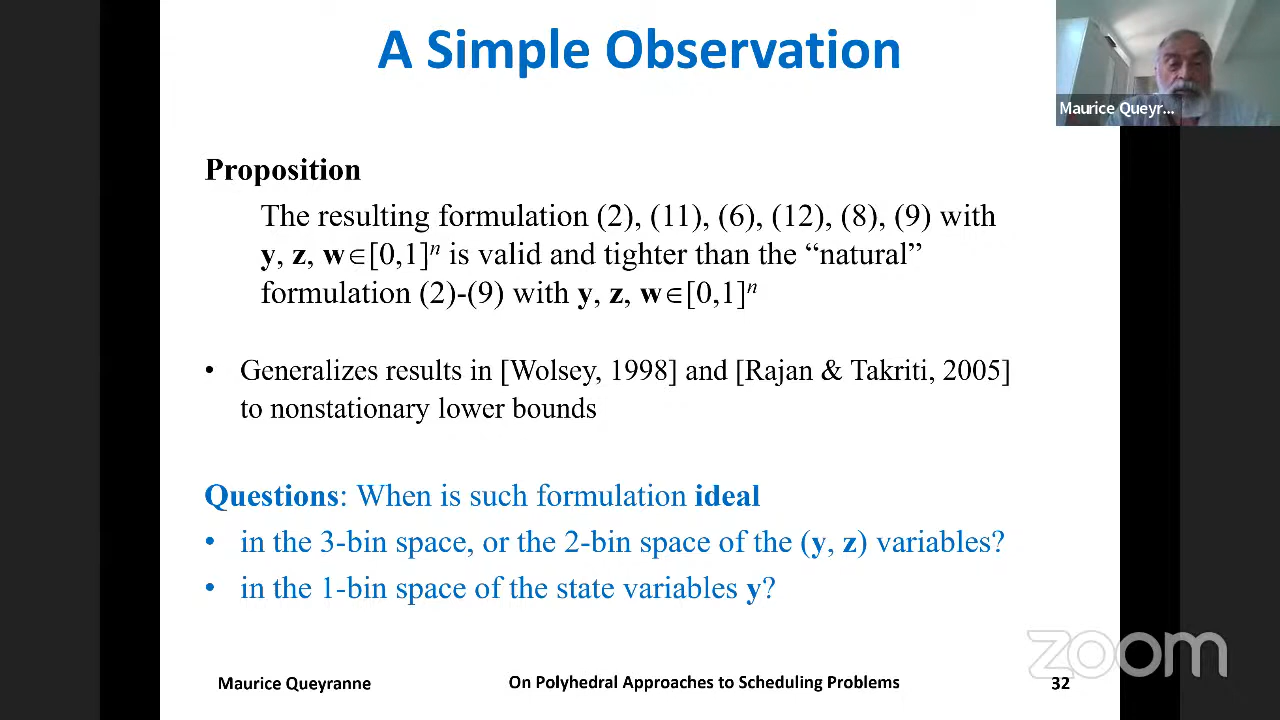 A Simple Observation
Maurice Queyr...
Proposition
The resulting formulation (2), (11), (6), (12), (8), (9) with
y, z, w∈[0,1]ⁿ is valid and tighter than the “natural”
formulation (2)-(9) with y, z, w∈[0,1]ⁿ
• Generalizes results in [Wolsey, 1998] and [Rajan & Takriti, 2005]
to nonstationary lower bounds
Questions: When is such formulation ideal
• in the 3-bin space, or the 2-bin space of the (y, z) variables?
• in the 1-bin space of the state variables y?
zoom
Maurice Queyranne On Polyhedral Approaches to Scheduling Problems 32